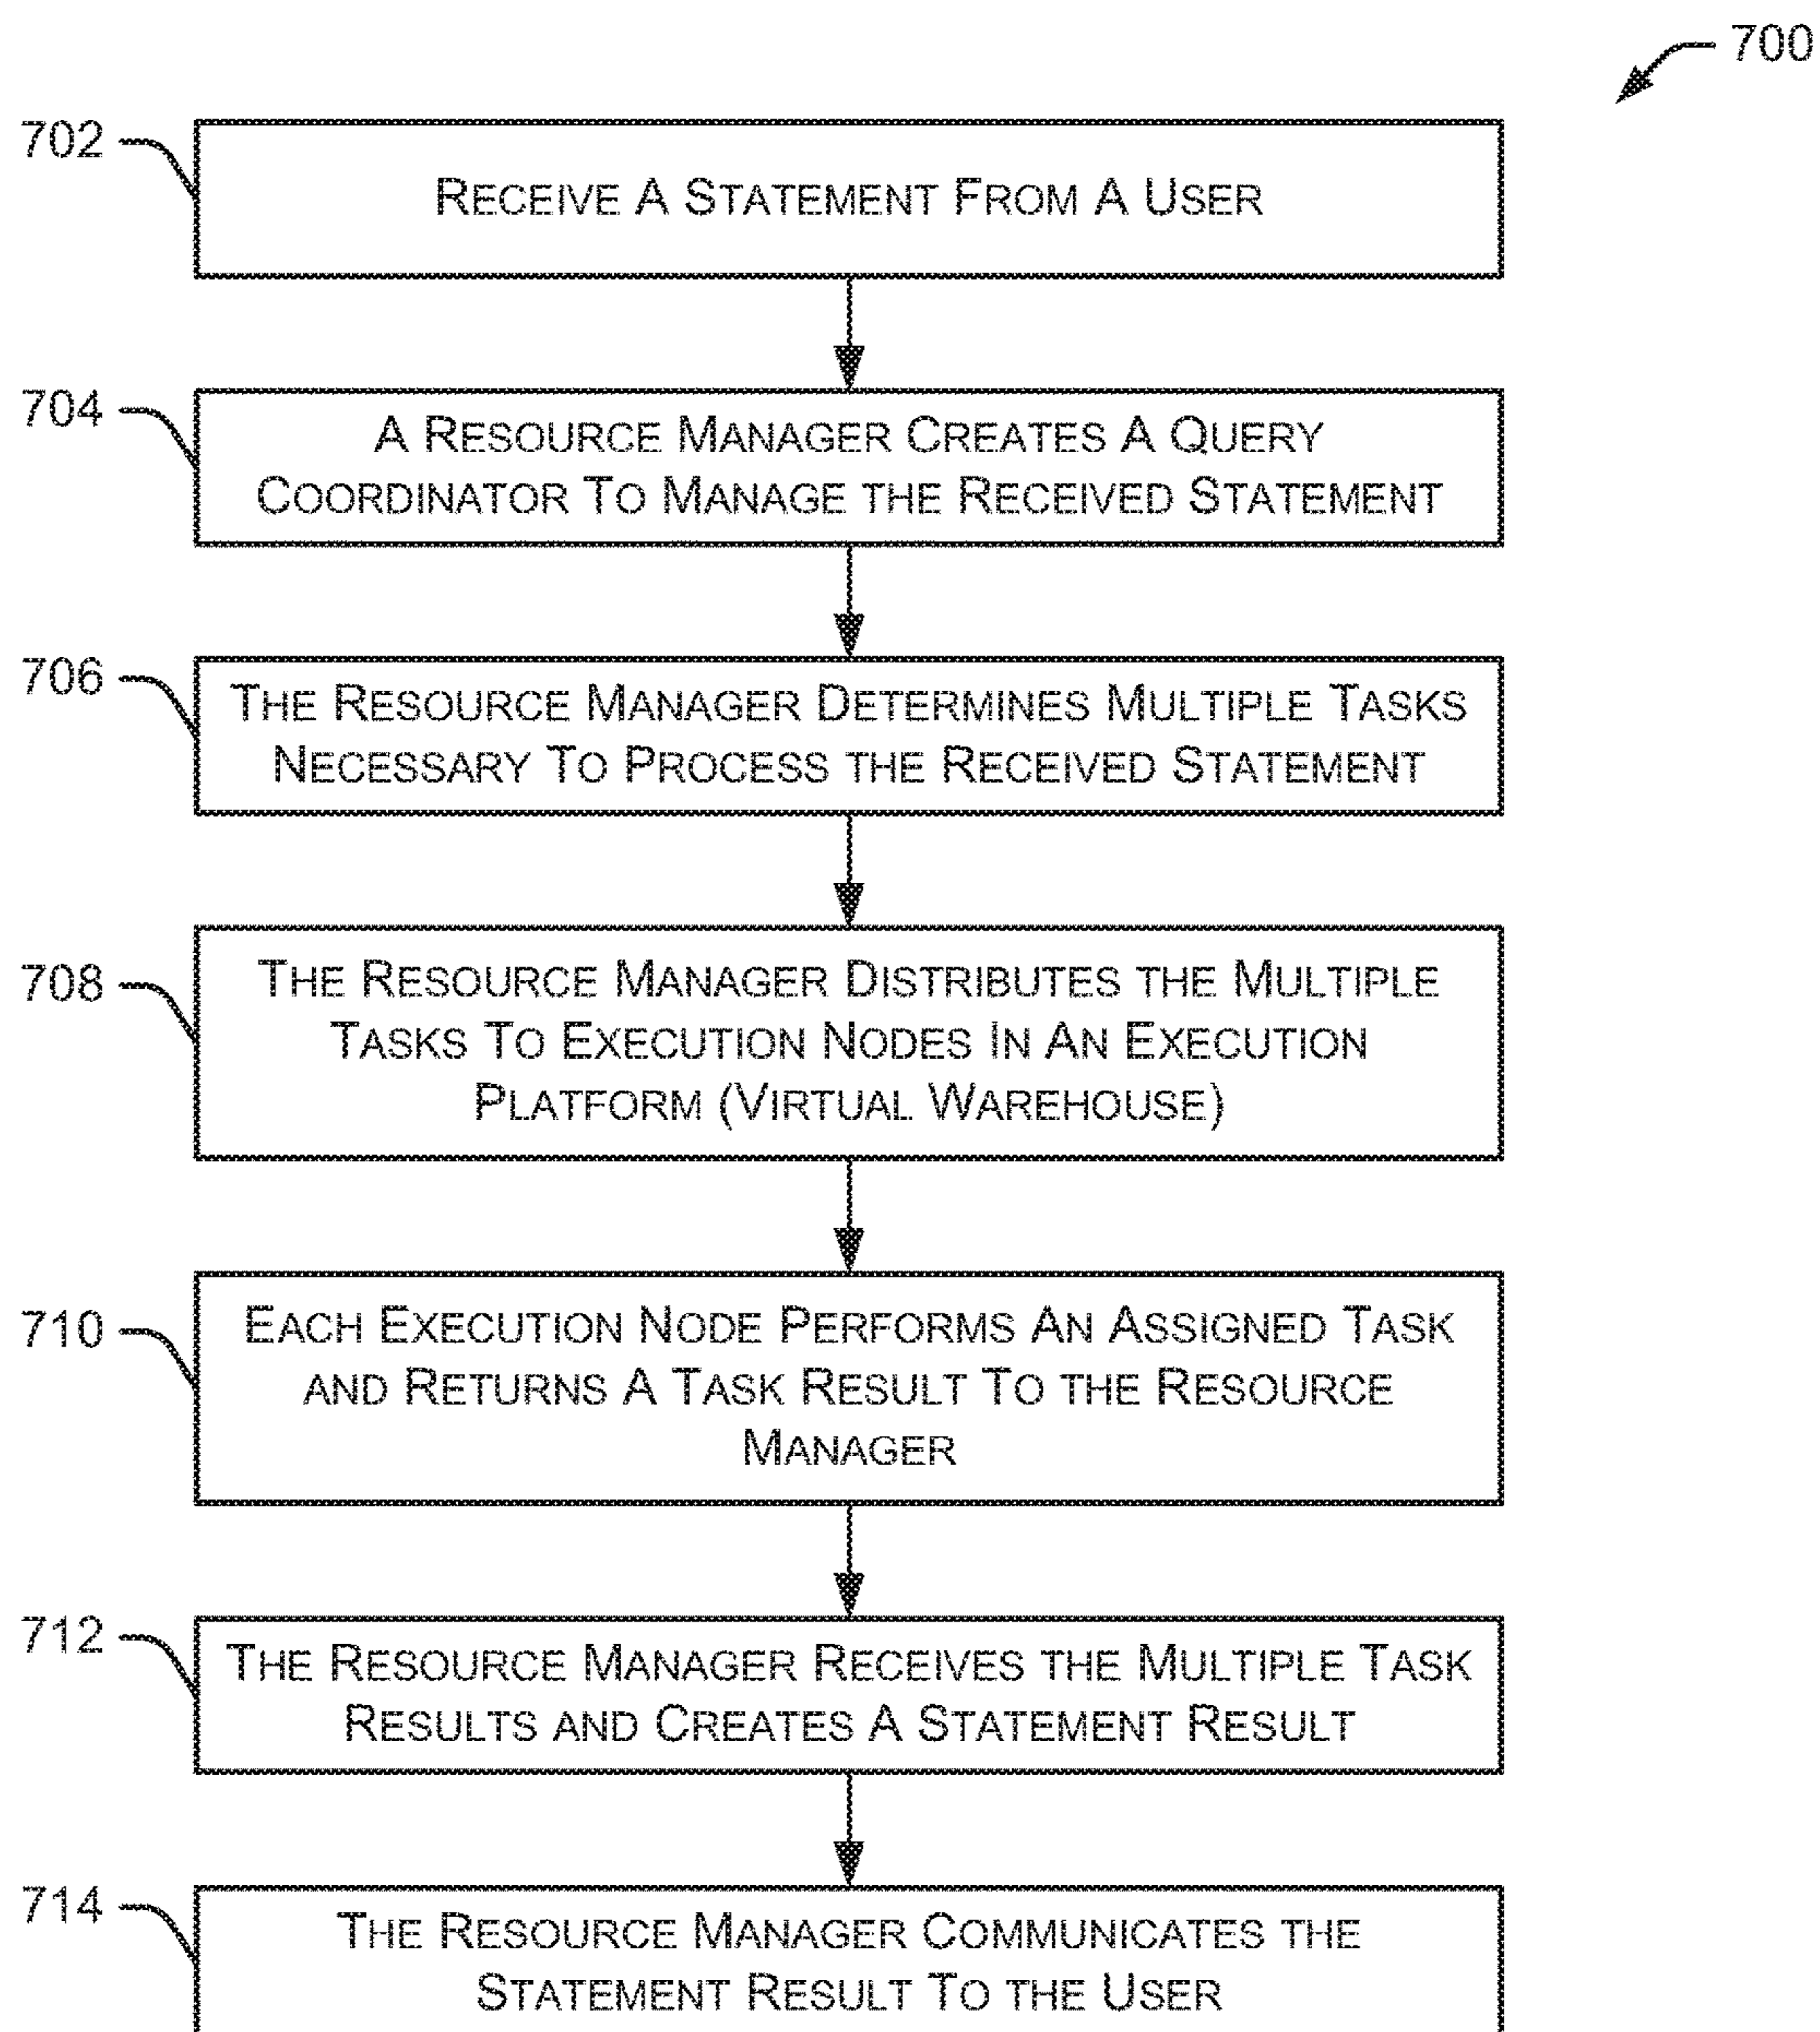 700
702
RECEIVE A STATEMENT FROM A USER
704
A RESOURCE MANAGER CREATES A QUERY
COORDINATOR TO MANAGE THE RECEIVED STATEMENT
706
THE RESOURCE MANAGER DETERMINES MULTIPLE TASKS
NECESSARY TO PROCESS THE RECEIVED STATEMENT
708
THE RESOURCE MANAGER DISTRIBUTES THE MULTIPLE
TASKS TO EXECUTION NODES IN AN EXECUTION
PLATFORM (VIRTUAL WAREHOUSE)
710
EACH EXECUTION NODE PERFORMS AN ASSIGNED TASK
AND RETURNS A TASK RESULT TO THE RESOURCE
MANAGER
712
THE RESOURCE MANAGER RECEIVES THE MULTIPLE TASK
RESULTS AND CREATES A STATEMENT RESULT
714
THE RESOURCE MANAGER COMMUNICATES THE
STATEMENT RESULT TO THE USER